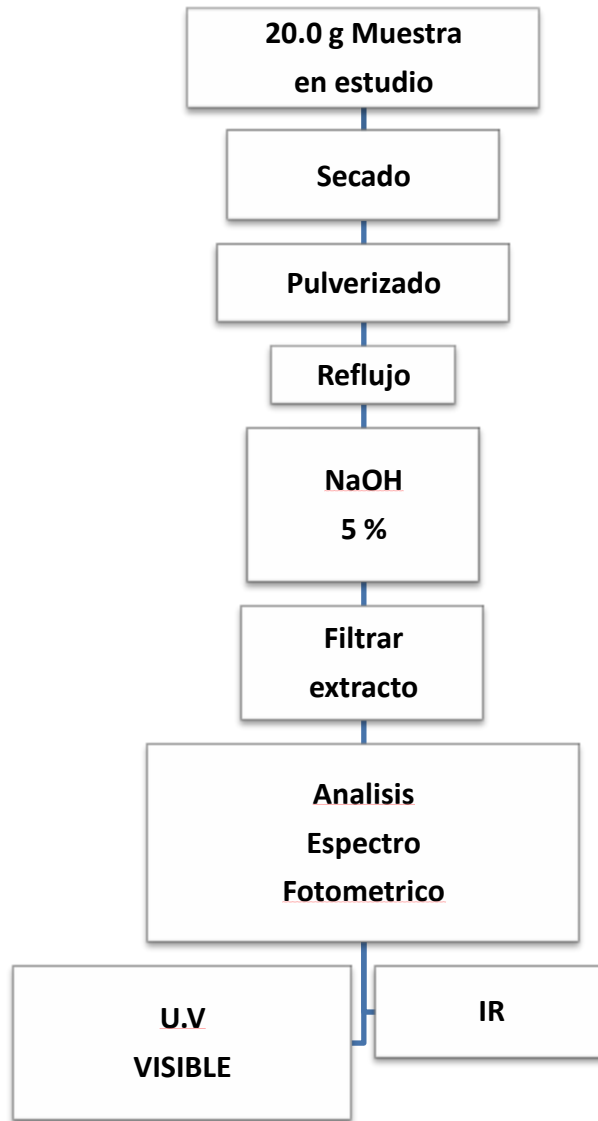 20.0 g Muestra
en estudio
Secado
Pulverizado
Reflujo
NaOH
5 %
Filtrar
extracto
Analisis
Espectro
Fotometrico
U.V
VISIBLE
IR